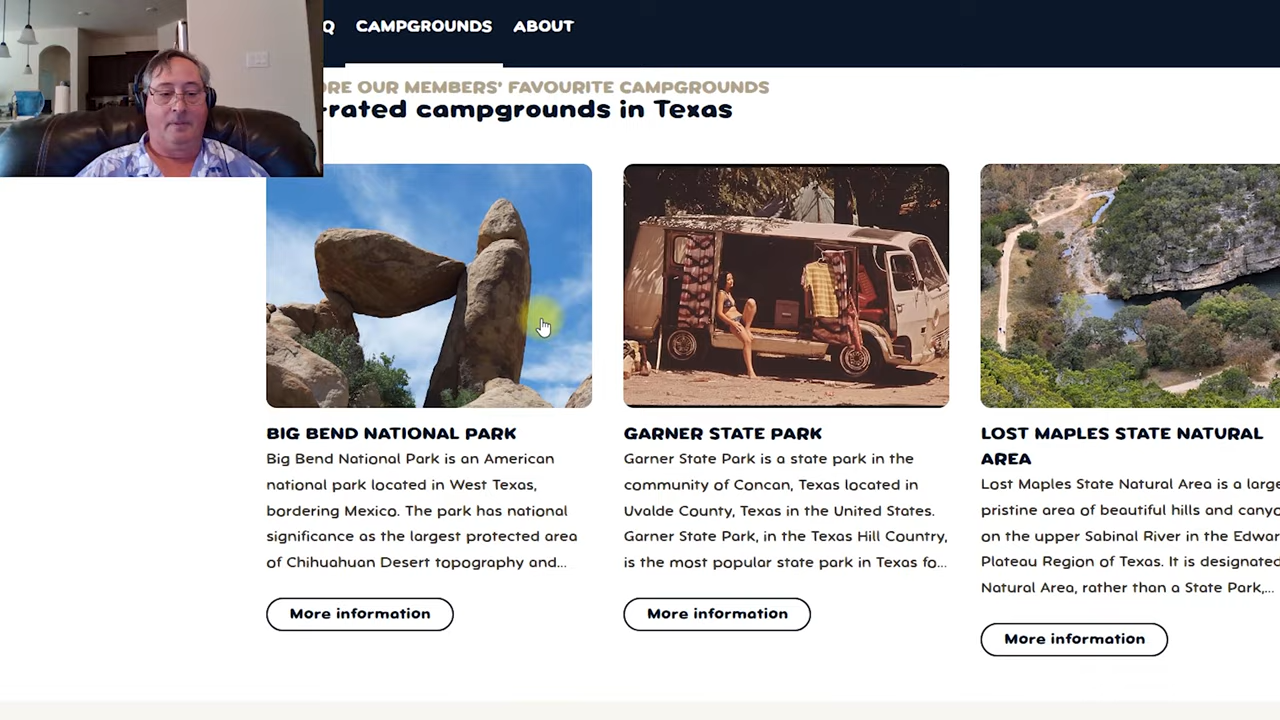 CAMPGROUNDS ABOUT
OUR MEMBERS' FAVOURITE CAMPGROUNDS
rated campgrounds in Texas
BIG BEND NATIONAL PARK
Big Bend National Park is an American
national park located in West Texas,
bordering Mexico. The park has national
significance as the largest protected area
of Chihuahuan Desert topography and...
More information
GARNER STATE PARK
Garner State Park is a state park in the
community of Concan, Texas located in
Uvalde County, Texas in the United States.
Garner State Park, in the Texas Hill Country,
is the most popular state park in Texas fo...
More information
LOST MAPLES STATE NATURAL
AREA
Lost Maples State Natural Area is a large
pristine area of beautiful hills and canyo
on the upper Sabinal River in the Edwar
Plateau Region of Texas. It is designated
Natural Area, rather than a State Park,...
More information